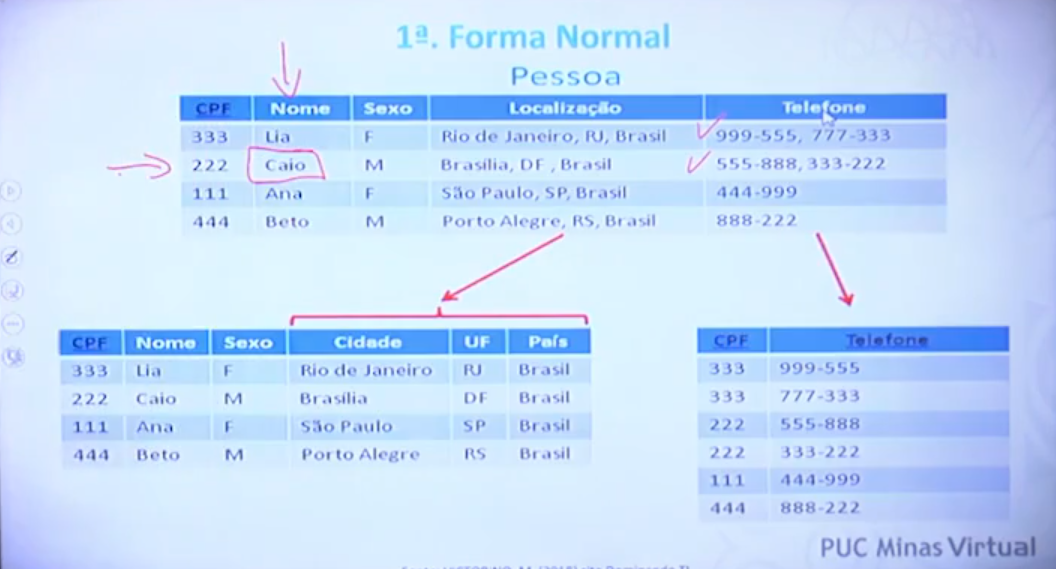 1ª. Forma Normal
Pessoa
CPF Nome Sexo Localização Telefone
333 Lia F Rio de Janeiro, RJ, Brasil 999-555, 777-333
222 Caio M Brasília, DF , Brasil 555-888, 333-222
111 Ana F São Paulo, SP, Brasil 444-999
444 Beto M Porto Alegre, RS, Brasil 888-222
CPF Nome Sexo Cidade UF País
333 Lia F Rio de Janeiro RJ Brasil
222 Caio M Brasília DF Brasil
111 Ana F São Paulo SP Brasil
444 Beto M Porto Alegre RS Brasil
CPF Telefone
333 999-555
333 777-333
222 555-888
222 333-222
111 444-999
444 888-222
PUC Minas Virtual